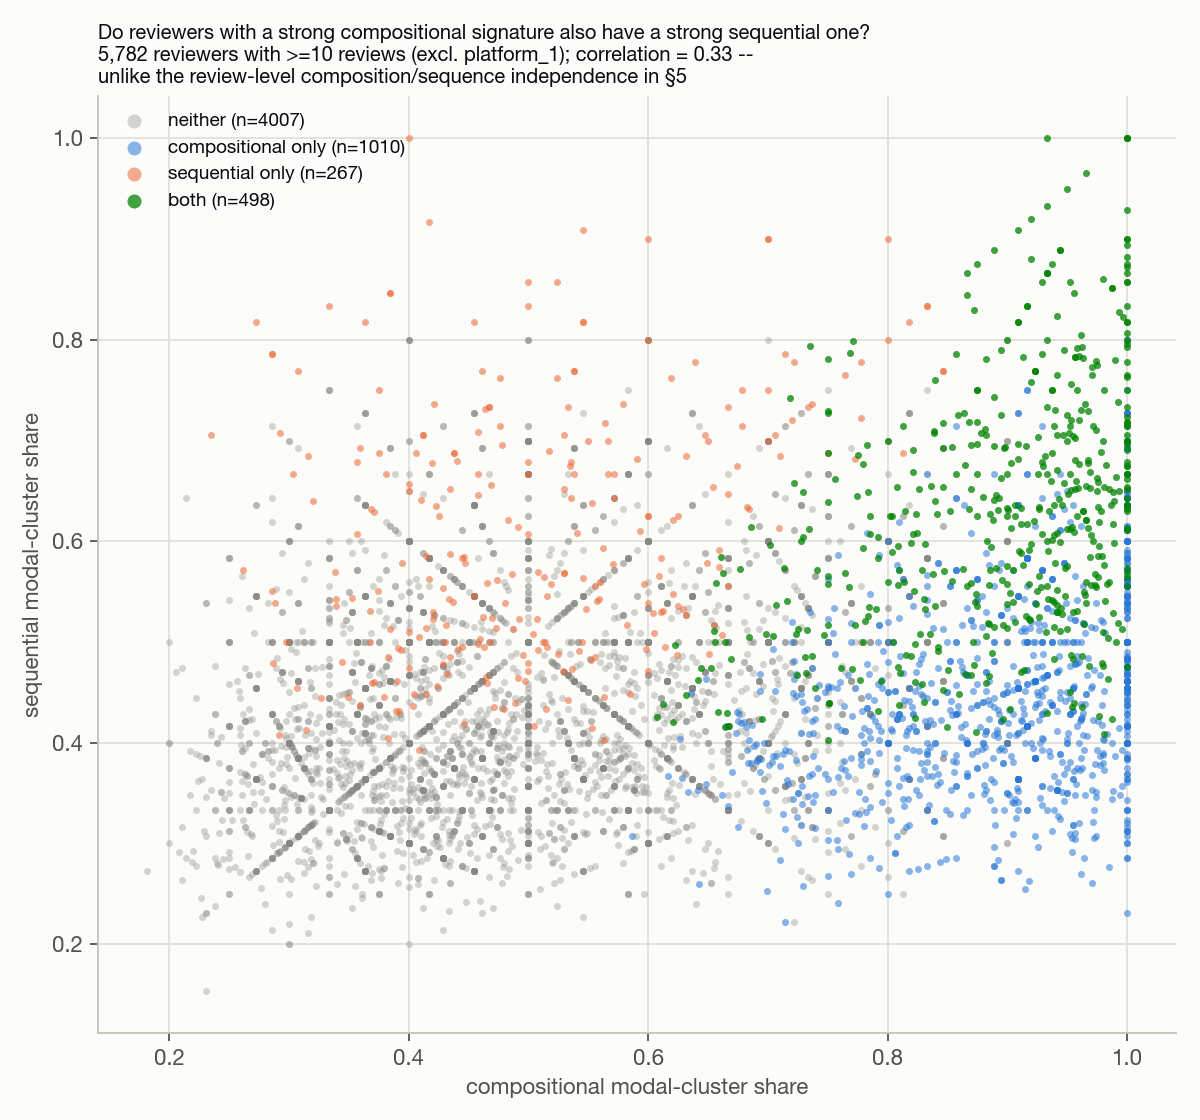 Do reviewers with a strong compositional signature also have a strong sequential one?
5,782 reviewers with >=10 reviews (excl. platform_1); correlation = 0.33 --
unlike the review-level composition/sequence independence in §5
neither (n=4007)
compositional only (n=1010)
sequential only (n=267)
both (n=498)
1.0
0.8
0.6
0.4
0.2
sequential modal-cluster share
0.2
0.4
0.6
0.8
1.0
compositional modal-cluster share